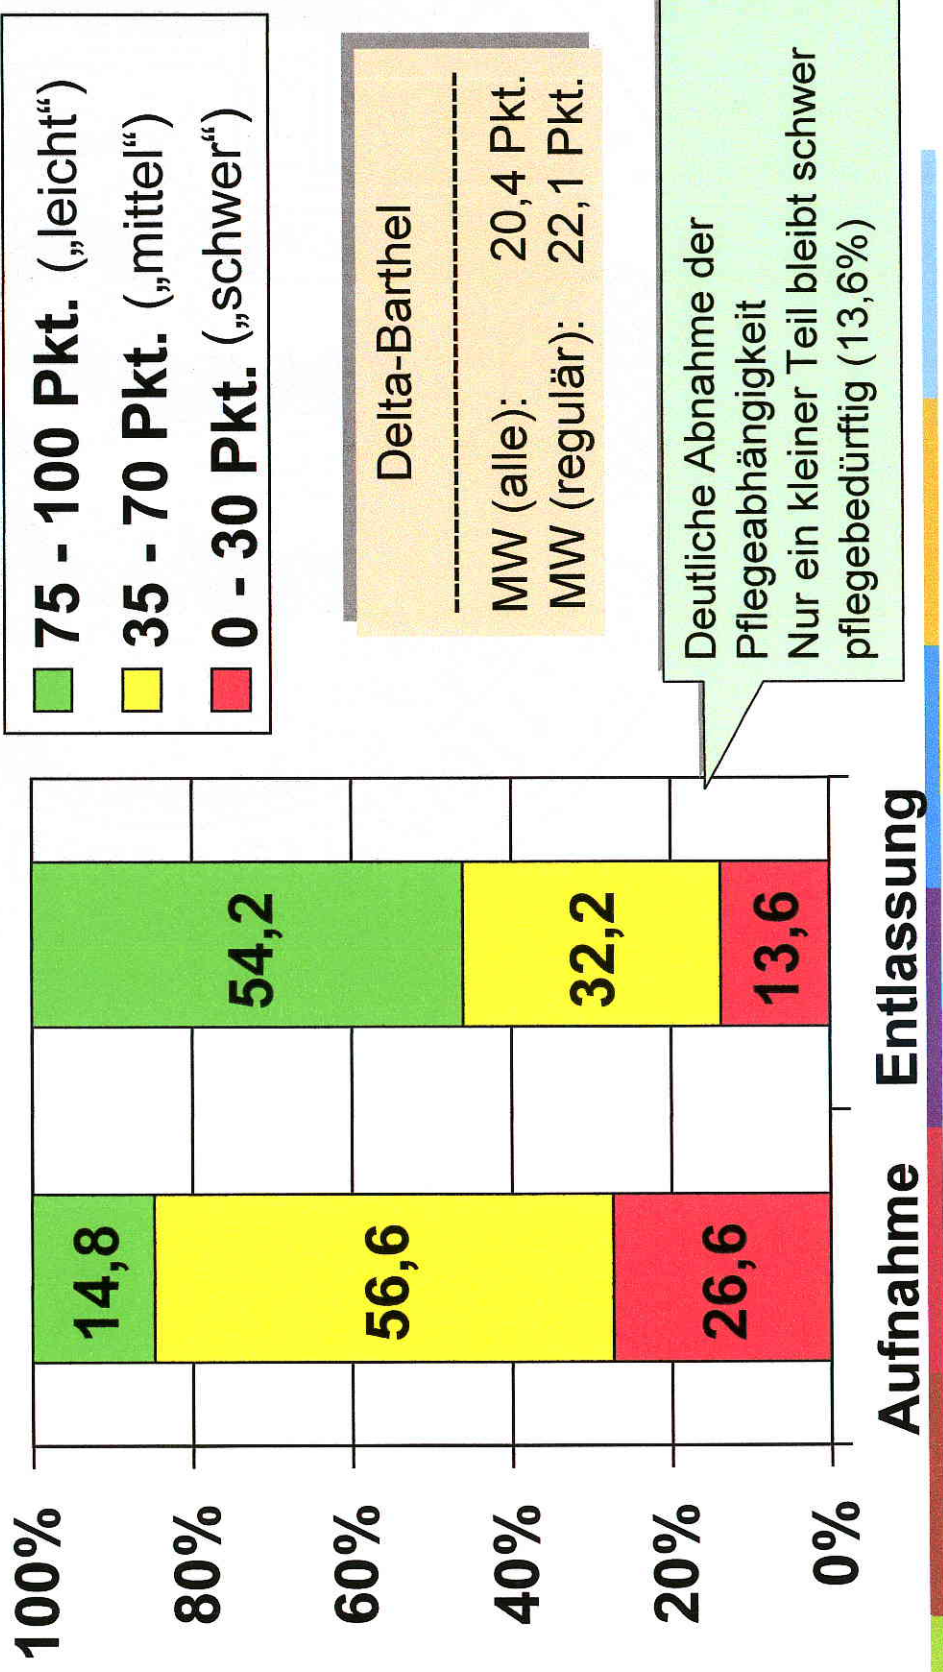 100%
80%
60%
40%
20%
0%
14,8
56,6
26,6
54,2
32,2
13,6
Aufnahme
Entlassung
75 - 100 Pkt. („leicht“)
35 - 70 Pkt. („mittel“)
0 - 30 Pkt. („schwer“)
Delta-Barthel
MW (alle): 20,4 Pkt.
MW (regulär): 22,1 Pkt.
Deutliche Abnahme der
Pflegeabhängigkeit
Nur ein kleiner Teil bleibt schwer
pflegebedürftig (13,6%)